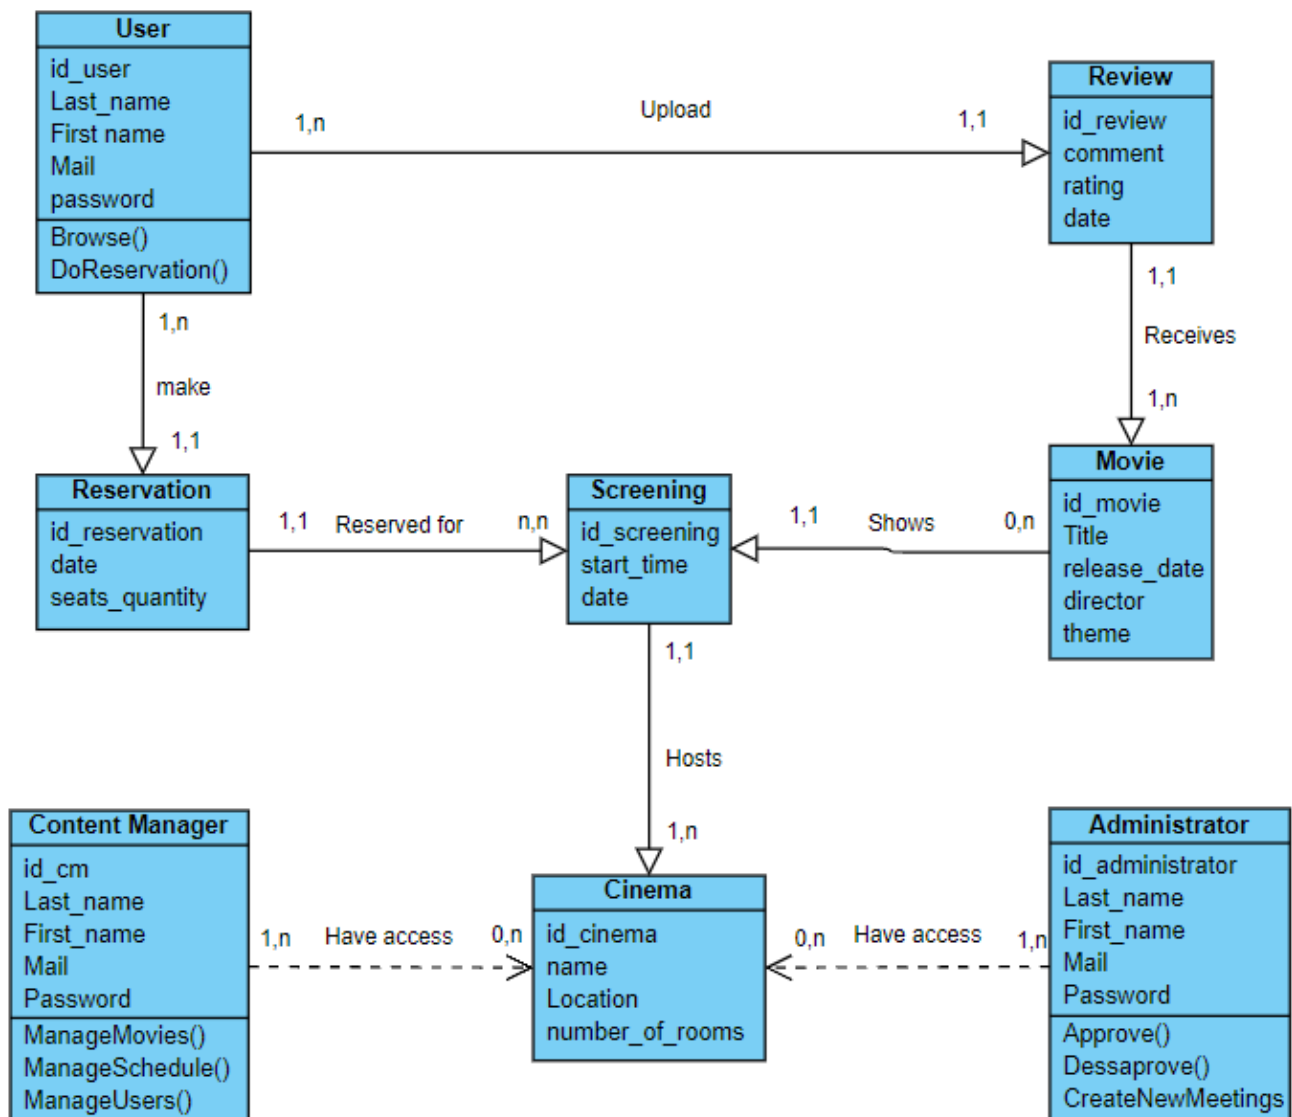 User
id_user
Last_name
First name
Mail
password
Browse()
DoReservation()
1,n
Upload
1,1
Review
id_review
comment
rating
date
1,n
make
1,1
1,1
Receives
1,n
Reservation
id_reservation
date
seats_quantity
1,1
Reserved for
n,n
Screening
id_screening
start_time
date
1,1
Shows
0,n
Movie
id_movie
Title
release_date
director
theme
1,1
Hosts
1,n
Content Manager
id_cm
Last_name
First_name
Mail
Password
ManageMovies()
ManageSchedule()
ManageUsers()
1,n
Have access
0,n
Cinema
id_cinema
name
Location
number_of_rooms
0,n
Have access
1,n
Administrator
id_administrator
Last_name
First_name
Mail
Password
Approve()
Dessaprove()
CreateNewMeetings